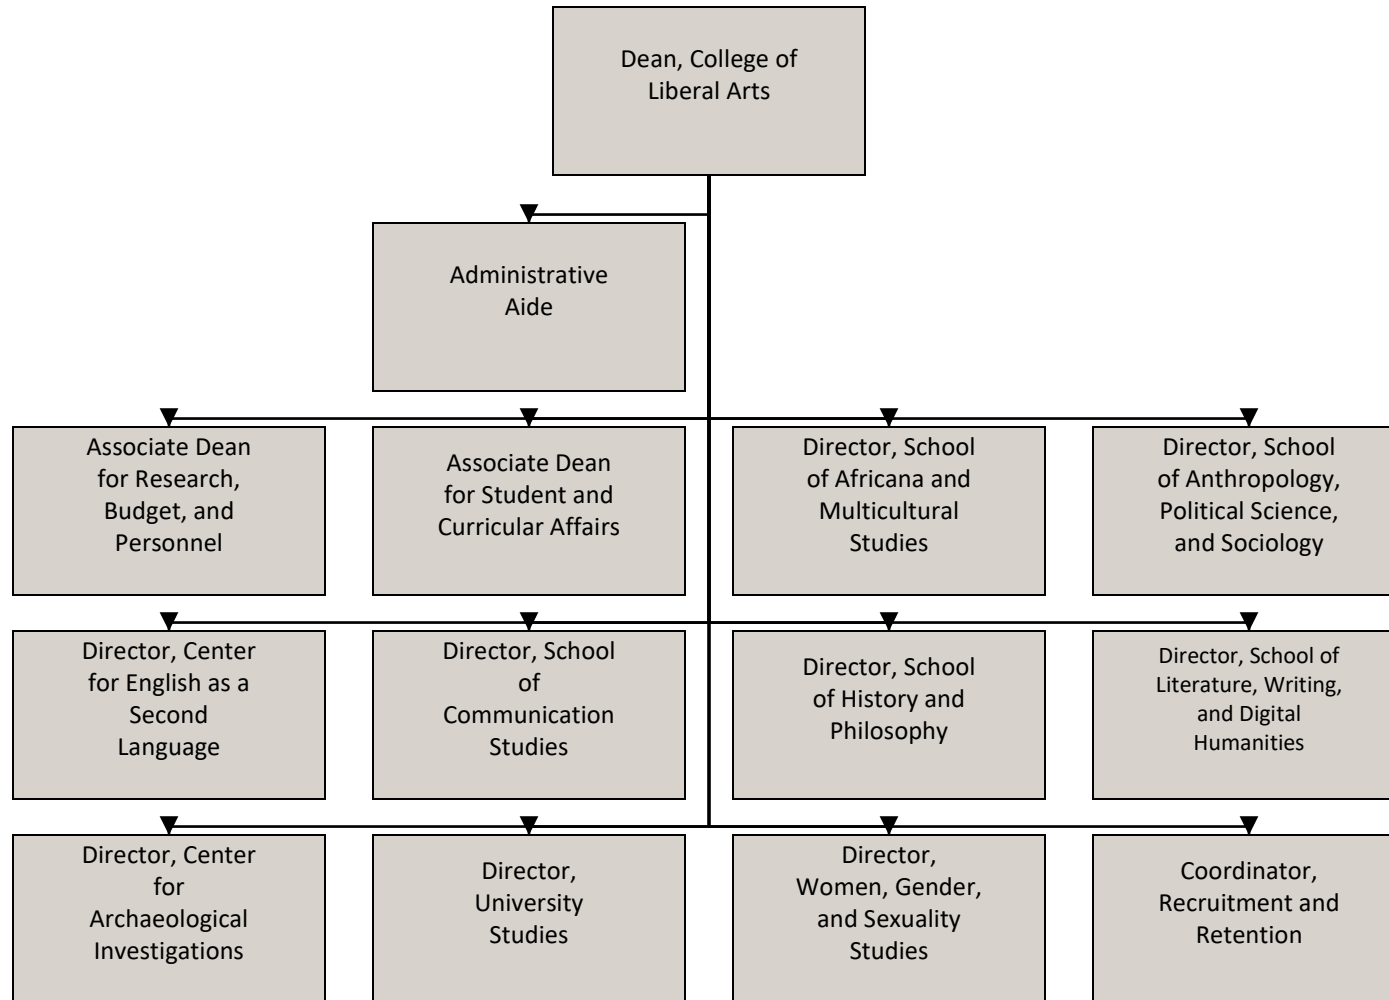 Dean, College of
Liberal Arts
Administrative
Aide
Associate Dean
for Research,
Budget, and
Personnel
Associate Dean
for Student and
Curricular Affairs
Director, School
of Africana and
Multicultural
Studies
Director, School
of Anthropology,
Political Science,
and Sociology
Director, Center
for English as a
Second
Language
Director, School
of
Communication
Studies
Director, School
of History and
Philosophy
Director, School of
Literature, Writing,
and Digital
Humanities
Director, Center
for
Archaeological
Investigations
Director,
University
Studies
Director,
Women, Gender,
and Sexuality
Studies
Coordinator,
Recruitment and
Retention